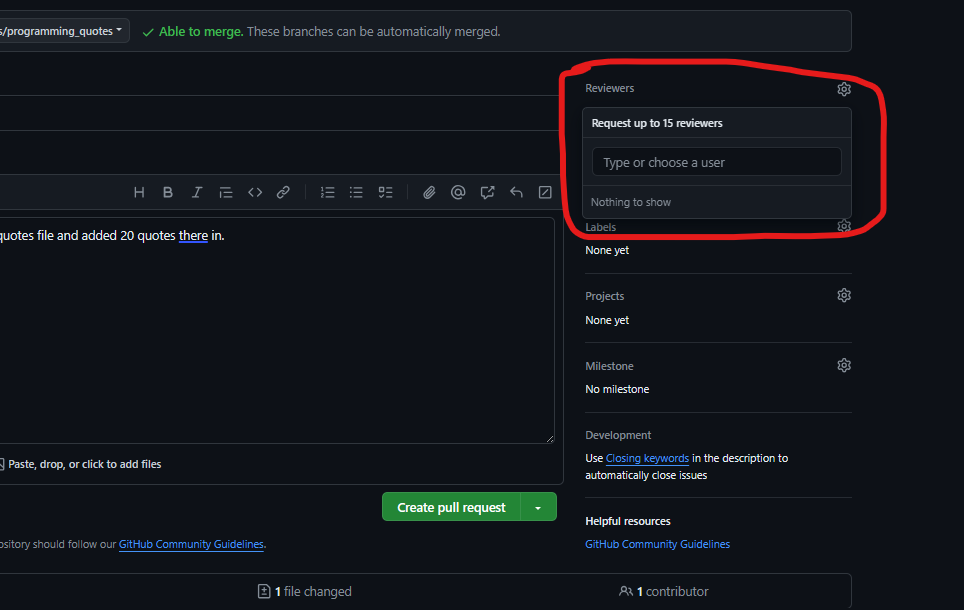 s/programming_quotes
Able to merge. These branches can be automatically merged.
Reviewers
Request up to 15 reviewers
Type or choose a user
Nothing to show
quotes file and added 20 quotes there in.
Labels
None yet
Projects
None yet
Milestone
No milestone
Development
Use Closing keywords in the description to
automatically close issues
Paste, drop, or click to add files
Create pull request
Helpful resources
GitHub Community Guidelines
ository should follow our GitHub Community Guidelines.
1 file changed
1 contributor